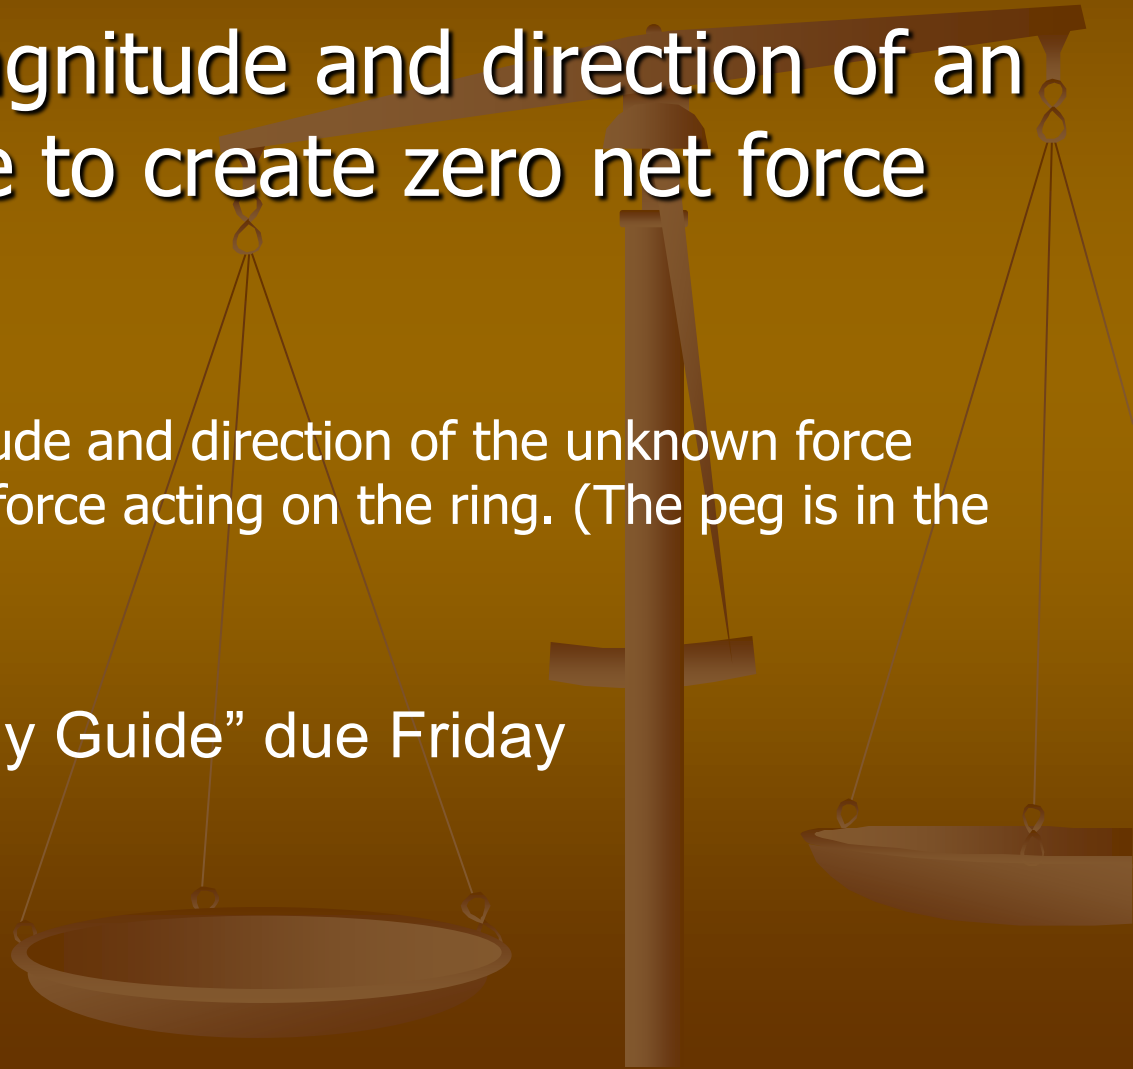 agnitude and direction of an
e to create zero net force
ude and direction of the unknown force
force acting on the ring. (The peg is in the
y Guide” due Friday